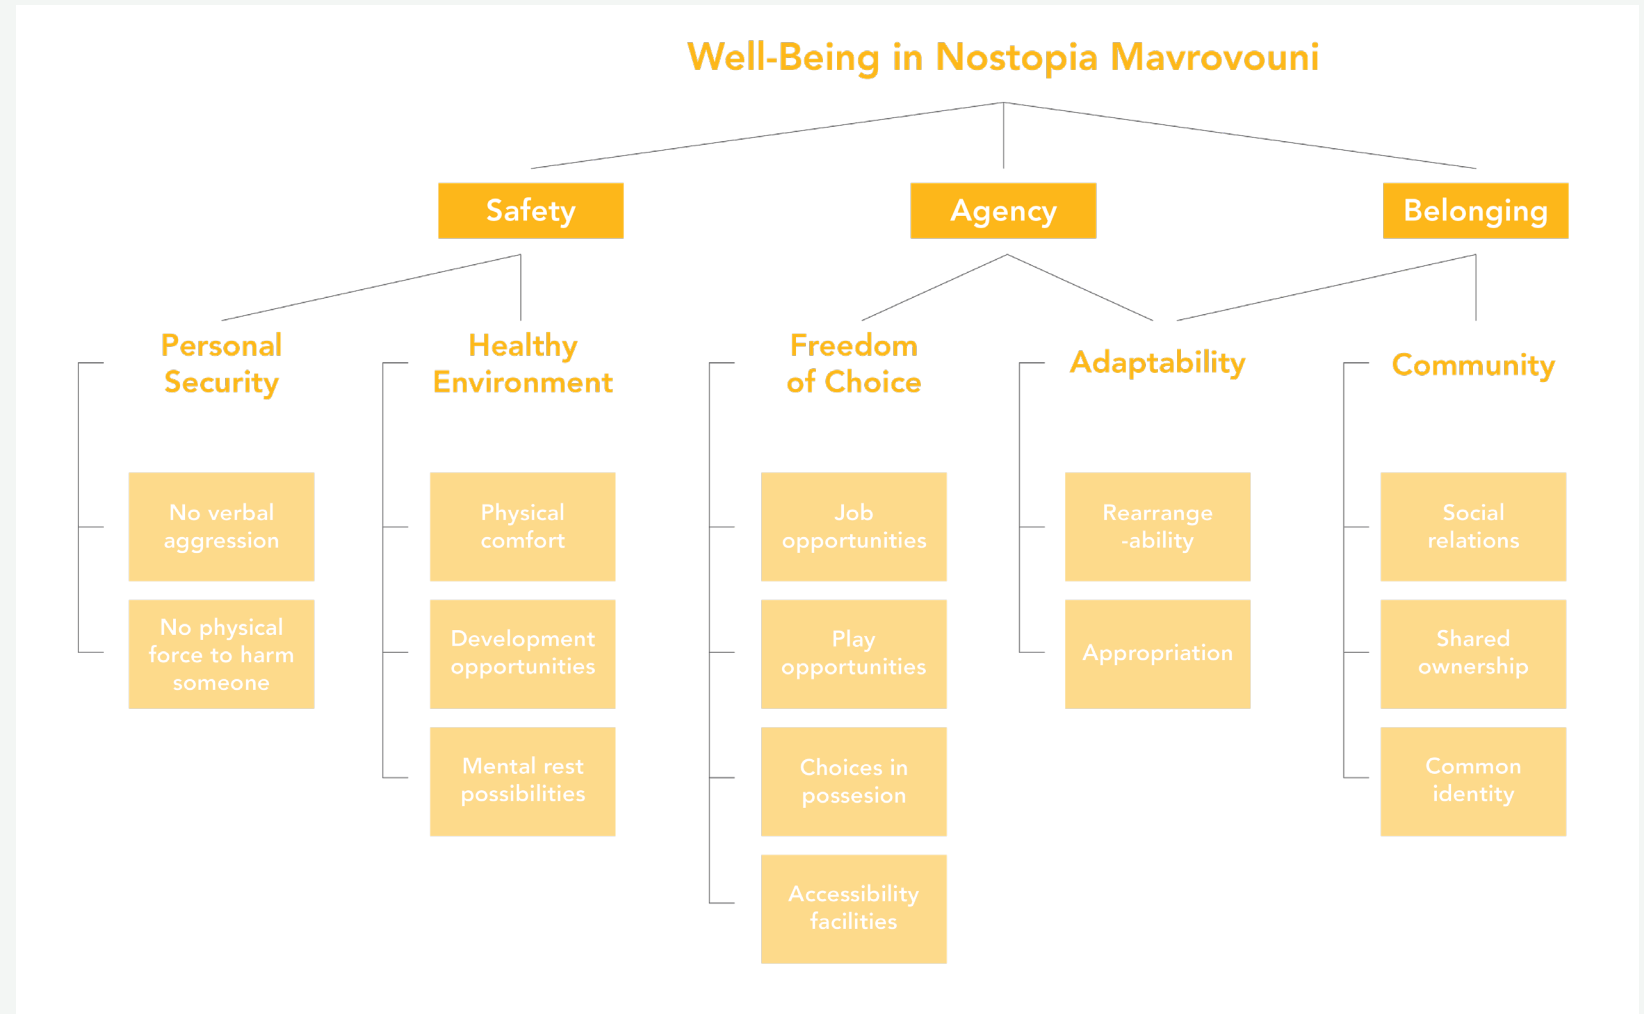 Well-Being in Nostopia Mavrovouni
Safety
Agency
Belonging
Personal
Security
Healthy
Environment
Freedom
of Choice
Adaptability
Community
No verbal
aggression
No physical
force to harm
someone
Physical
comfort
Development
opportunities
Mental rest
possibilities
Job
opportunities
Play
opportunities
Choices in
possesion
Accessibility
facilities
Rearrange
-ability
Appropriation
Social
relations
Shared
ownership
Common
identity